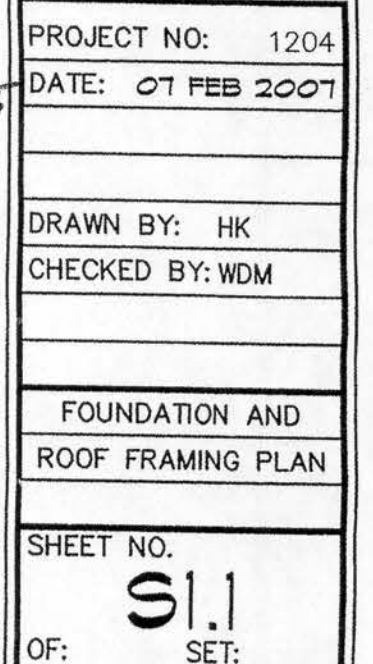 PROJECT NO: 1204
DATE: 07 FEB 2007
DRAWN BY: HK
CHECKED BY: WDM
FOUNDATION AND
ROOF FRAMING PLAN
SHEET NO.
S1.1
OF: SET: